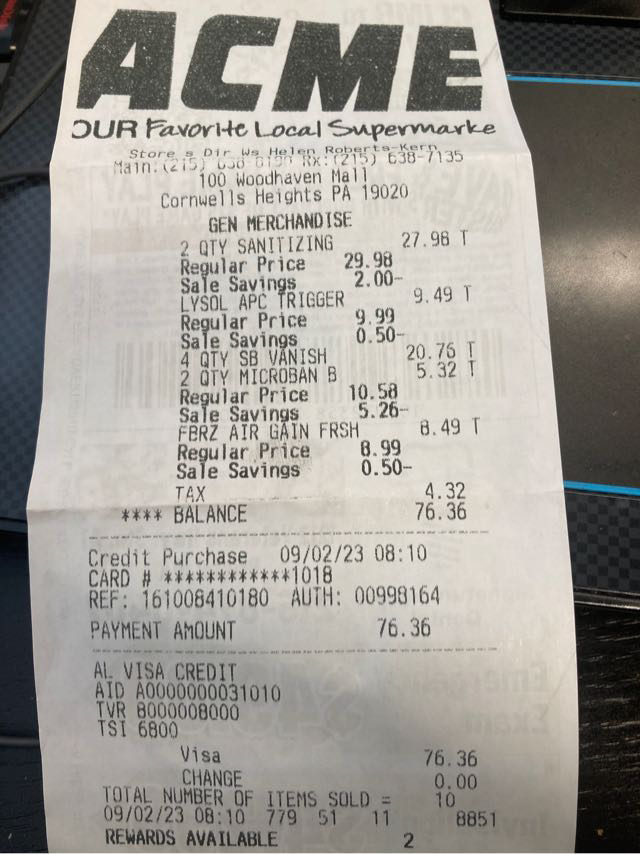 ACME
OUR Favorite Local Supermarke
Store s Dir Ws Helen Roberts-Kern
Main:(215) 638 Rx:(215) 638-7135
100 Woodhaven Mall
Cornwells Heights PA 19020
GEN MERCHANDISE
2 QTY SANITIZING 27.98 T
Regular Price 29.98
Sale Savings 2.00-
LYSOL APC TRIGGER 9.49 T
Regular Price 9.99
Sale Savings 0.50-
4 QTY SB VANISH 20.76 T
2 QTY MICROBAN B 5.32 T
Regular Price 10.58
Sale Savings 5.26-
FBRZ AIR GAIN FRSH 8.49 T
Regular Price 8.99
Sale Savings 0.50-
TAX 4.32
**** BALANCE 76.36
Credit Purchase 09/02/23 08:10
CARD # ************1018
REF: 161008410180 AUTH: 00998164
PAYMENT AMOUNT 76.36
AL VISA CREDIT
AID A0000000031010
TVR 8000008000
TSI 6800
Visa 76.36
CHANGE 0.00
TOTAL NUMBER OF ITEMS SOLD = 10
09/02/23 08:10 779 51 11 8851
REWARDS AVAILABLE 2